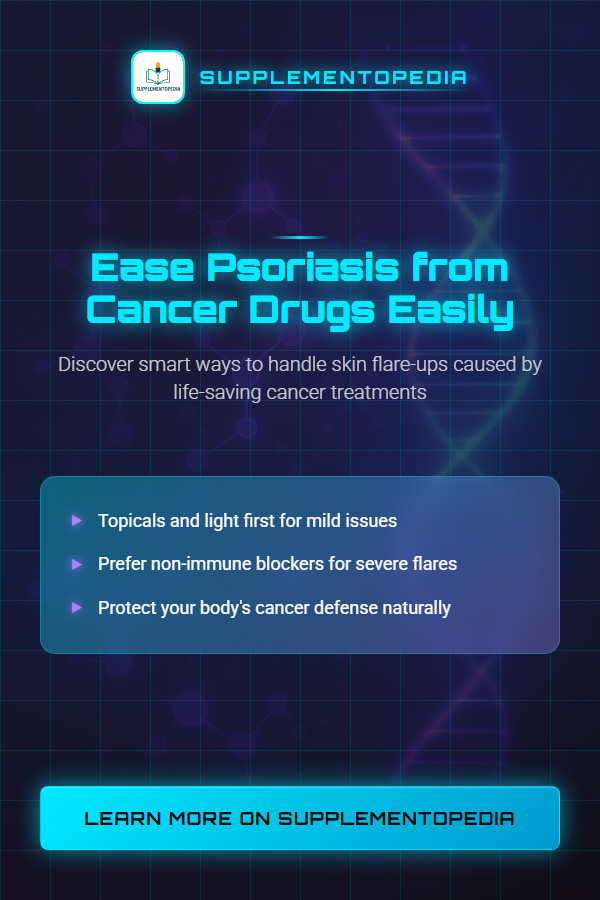 SUPPLEMENTOPEDIA
SUPPLEMENTOPEDIA
Ease Psoriasis from
Cancer Drugs Easily
Discover smart ways to handle skin flare-ups caused by
life-saving cancer treatments
Topicals and light first for mild issues
Prefer non-immune blockers for severe flares
Protect your body's cancer defense naturally
LEARN MORE ON SUPPLEMENTOPEDIA